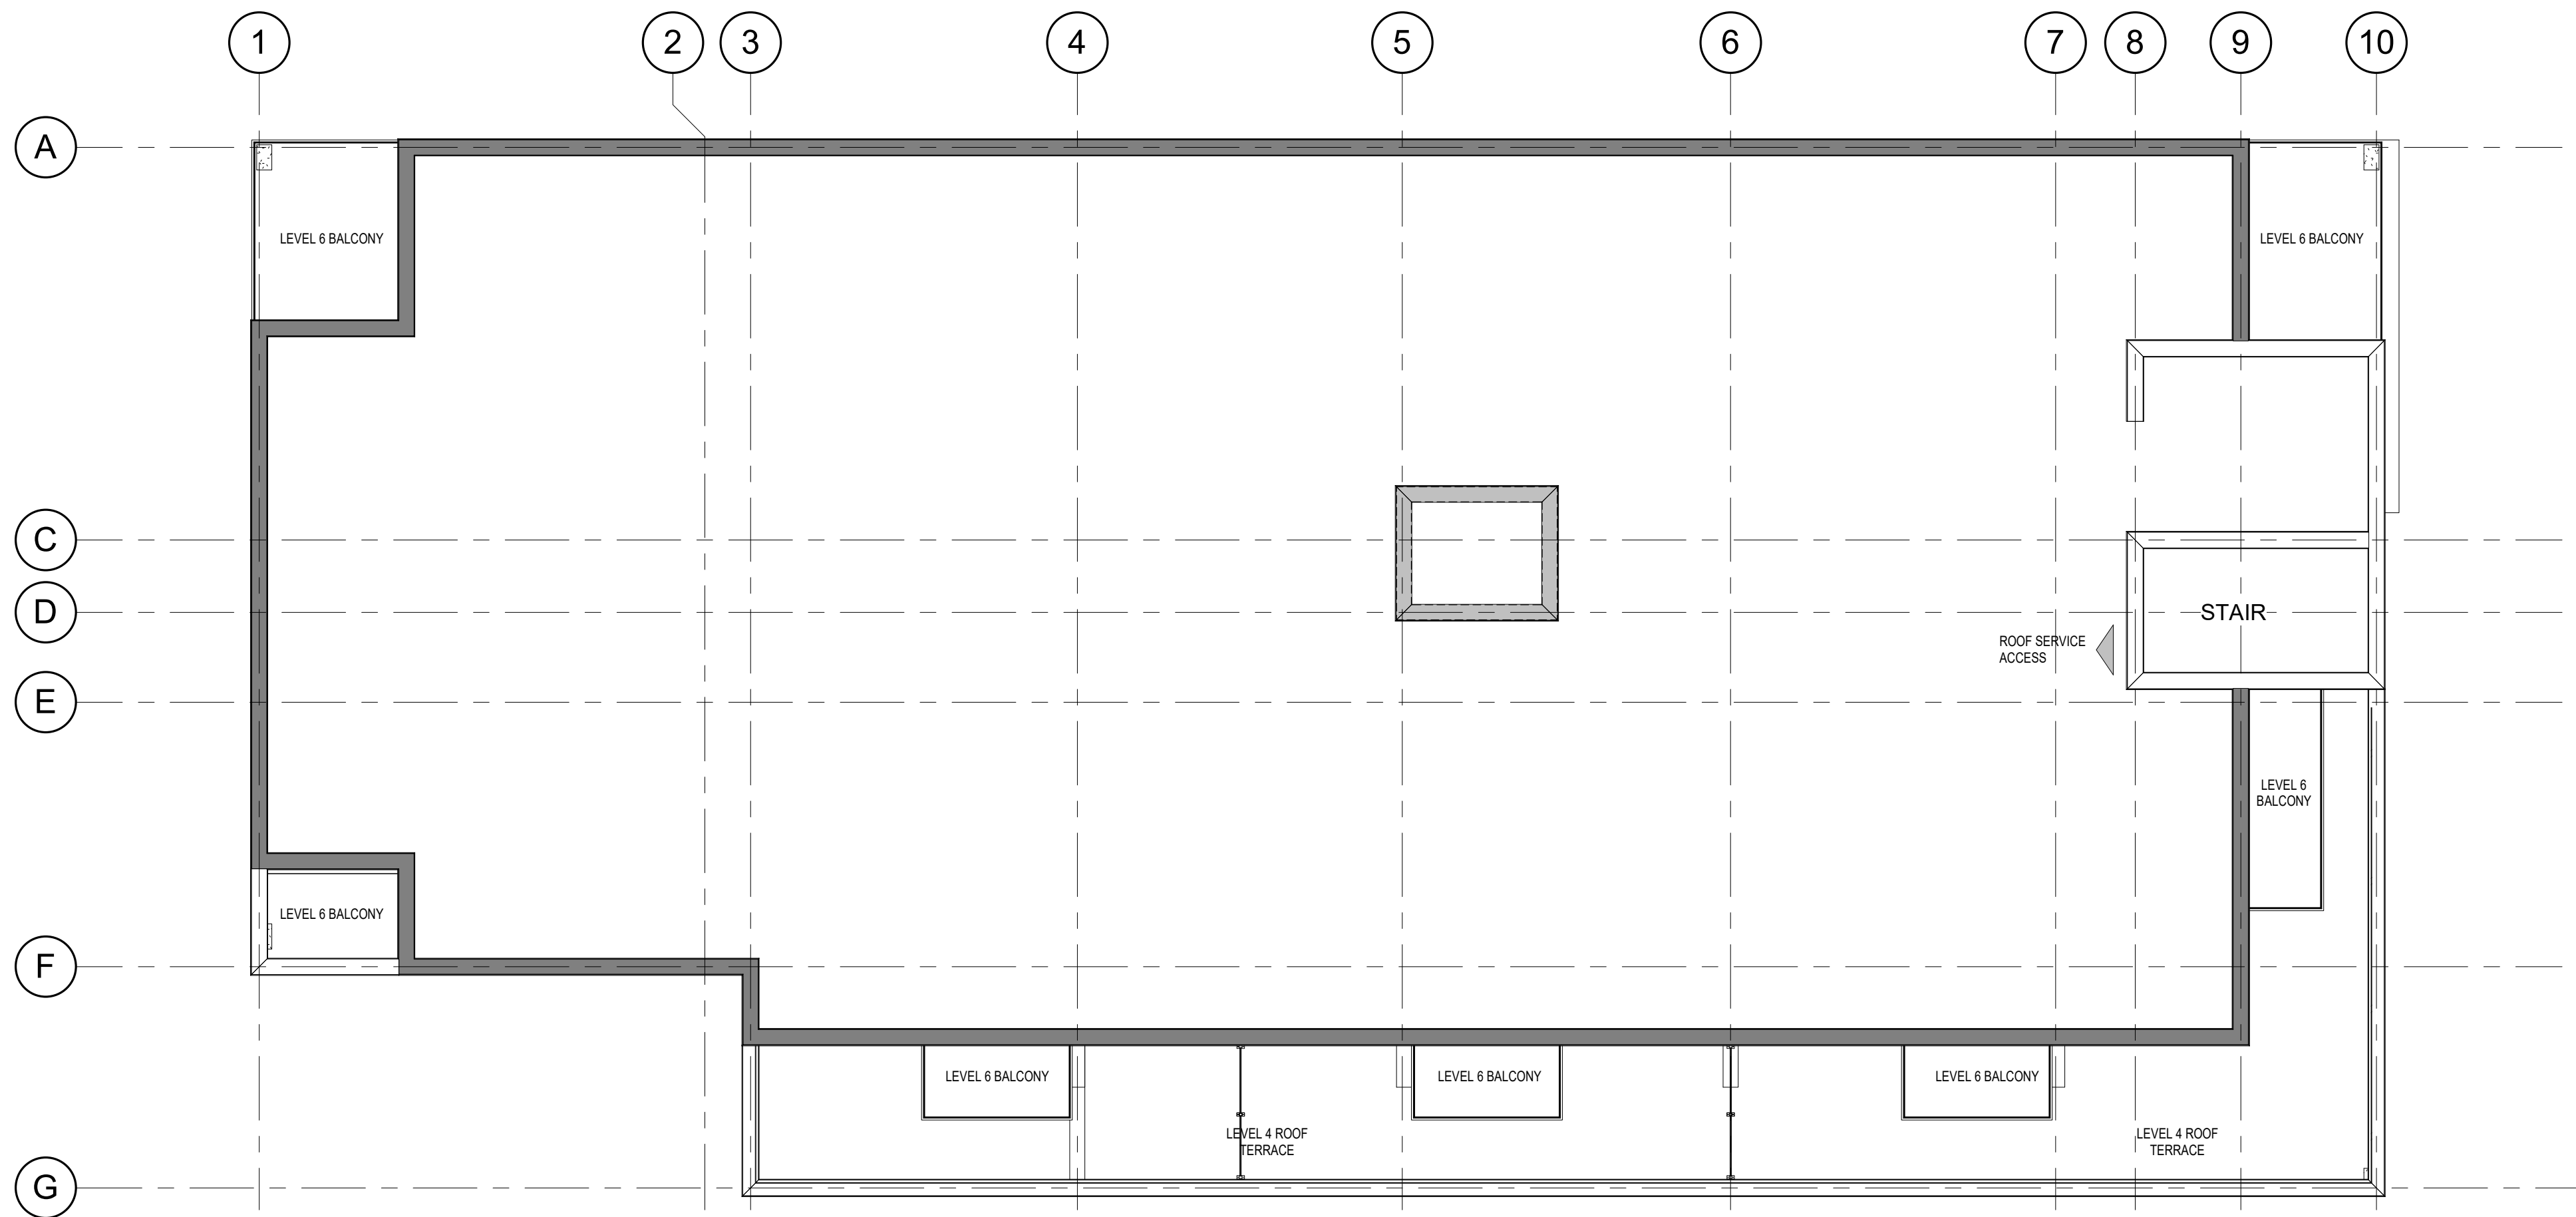 1
2
3
4
5
6
7
8
9
10
A
LEVEL 6 BALCONY
LEVEL 6 BALCONY
C
D
STAIR
ROOF SERVICE
ACCESS
E
LEVEL 6
BALCONY
LEVEL 6 BALCONY
F
LEVEL 6 BALCONY
LEVEL 6 BALCONY
LEVEL 6 BALCONY
LEVEL 4 ROOF
TERRACE
LEVEL 4 ROOF
TERRACE
G